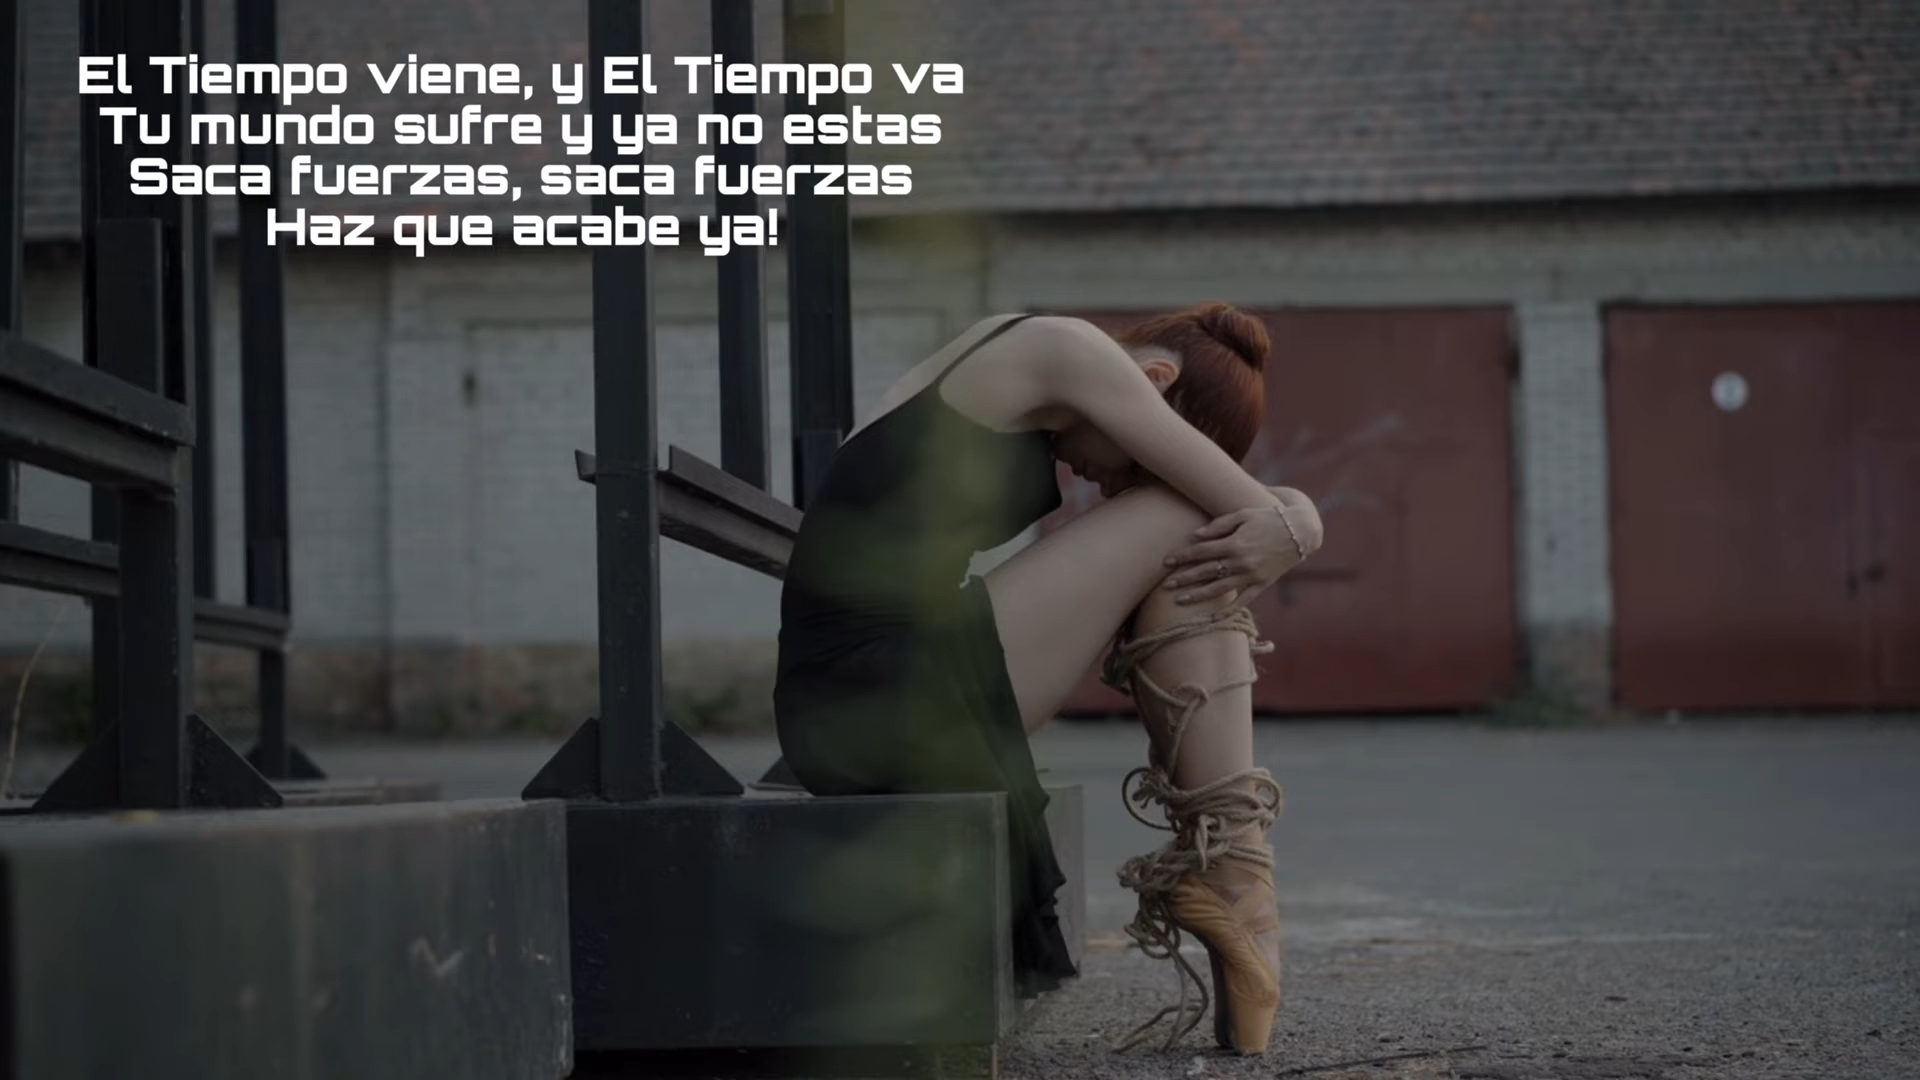 El Tiempo viene, y El Tiempo va
Tu mundo sufre y ya no estas
Saca fuerzas, saca fuerzas
Haz que acabe ya!